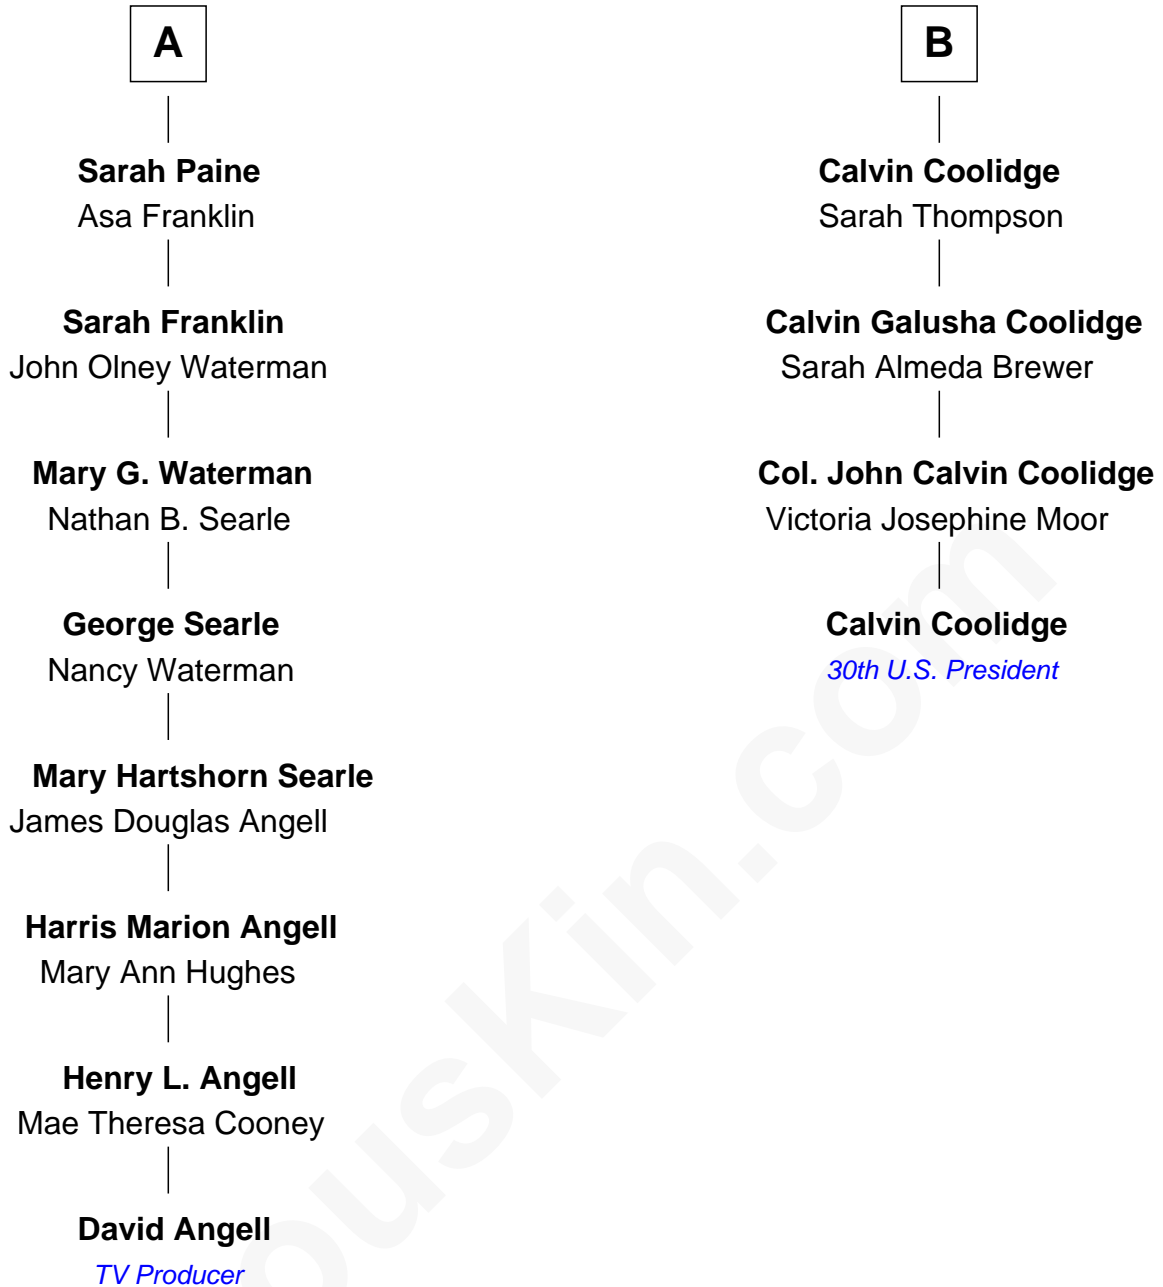 A
Sarah Paine
Asa Franklin
Sarah Franklin
John Olney Waterman
Mary G. Waterman
Nathan B. Searle
George Searle
Nancy Waterman
Mary Hartshorn Searle
James Douglas Angell
Harris Marion Angell
Mary Ann Hughes
Henry L. Angell
Mae Theresa Cooney
David Angell
TV Producer
B
Calvin Coolidge
Sarah Thompson
Calvin Galusha Coolidge
Sarah Almeda Brewer
Col. John Calvin Coolidge
Victoria Josephine Moor
Calvin Coolidge
30th U.S. President
ousKin.com